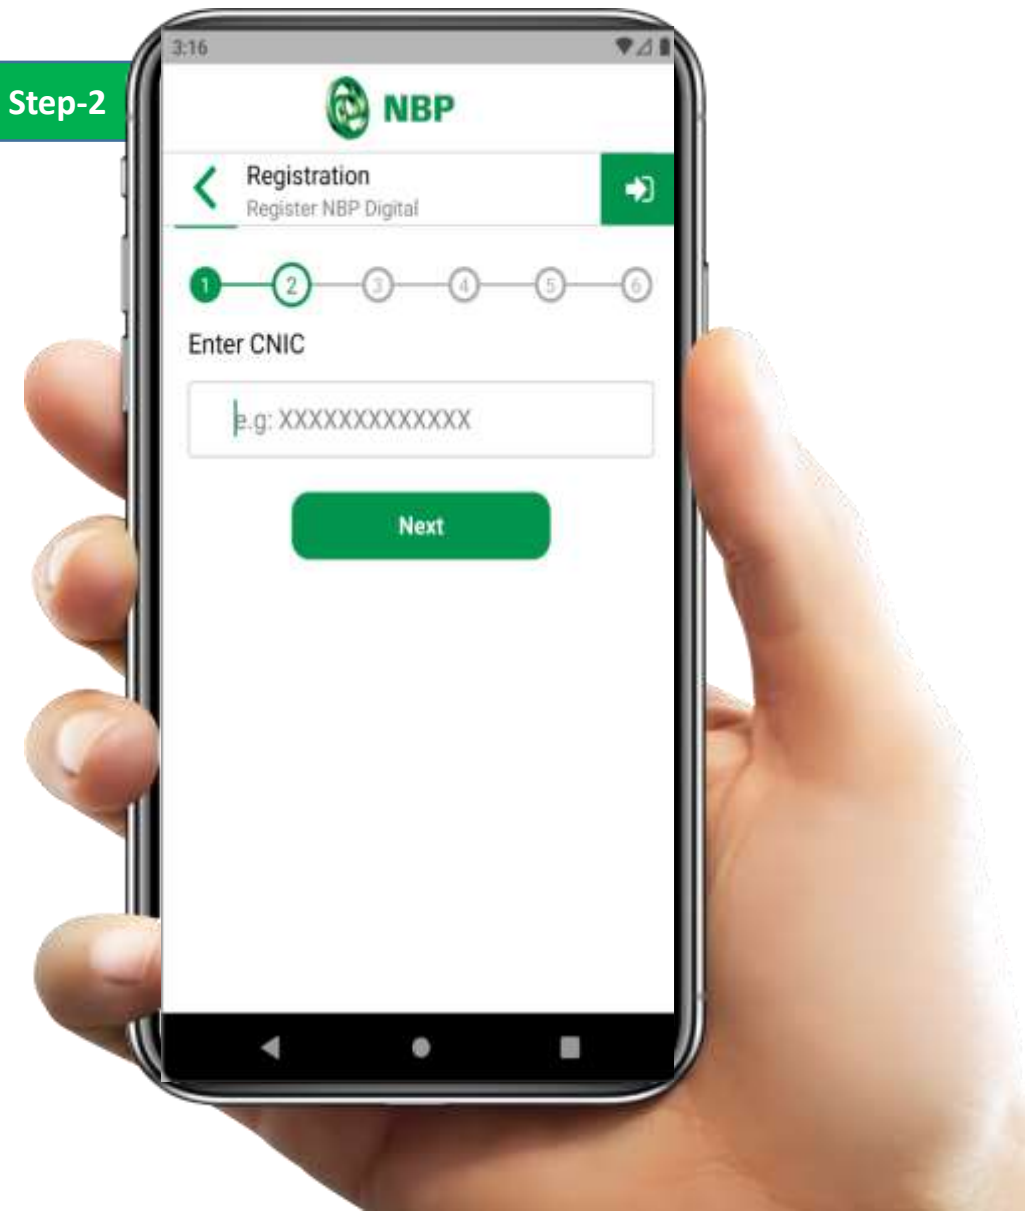 Step-2
3:16
NBP
Registration
Register NBP Digital
1 2 3 4 5 6
Enter CNIC
e.g: XXXXXXXXXXXXX
Next